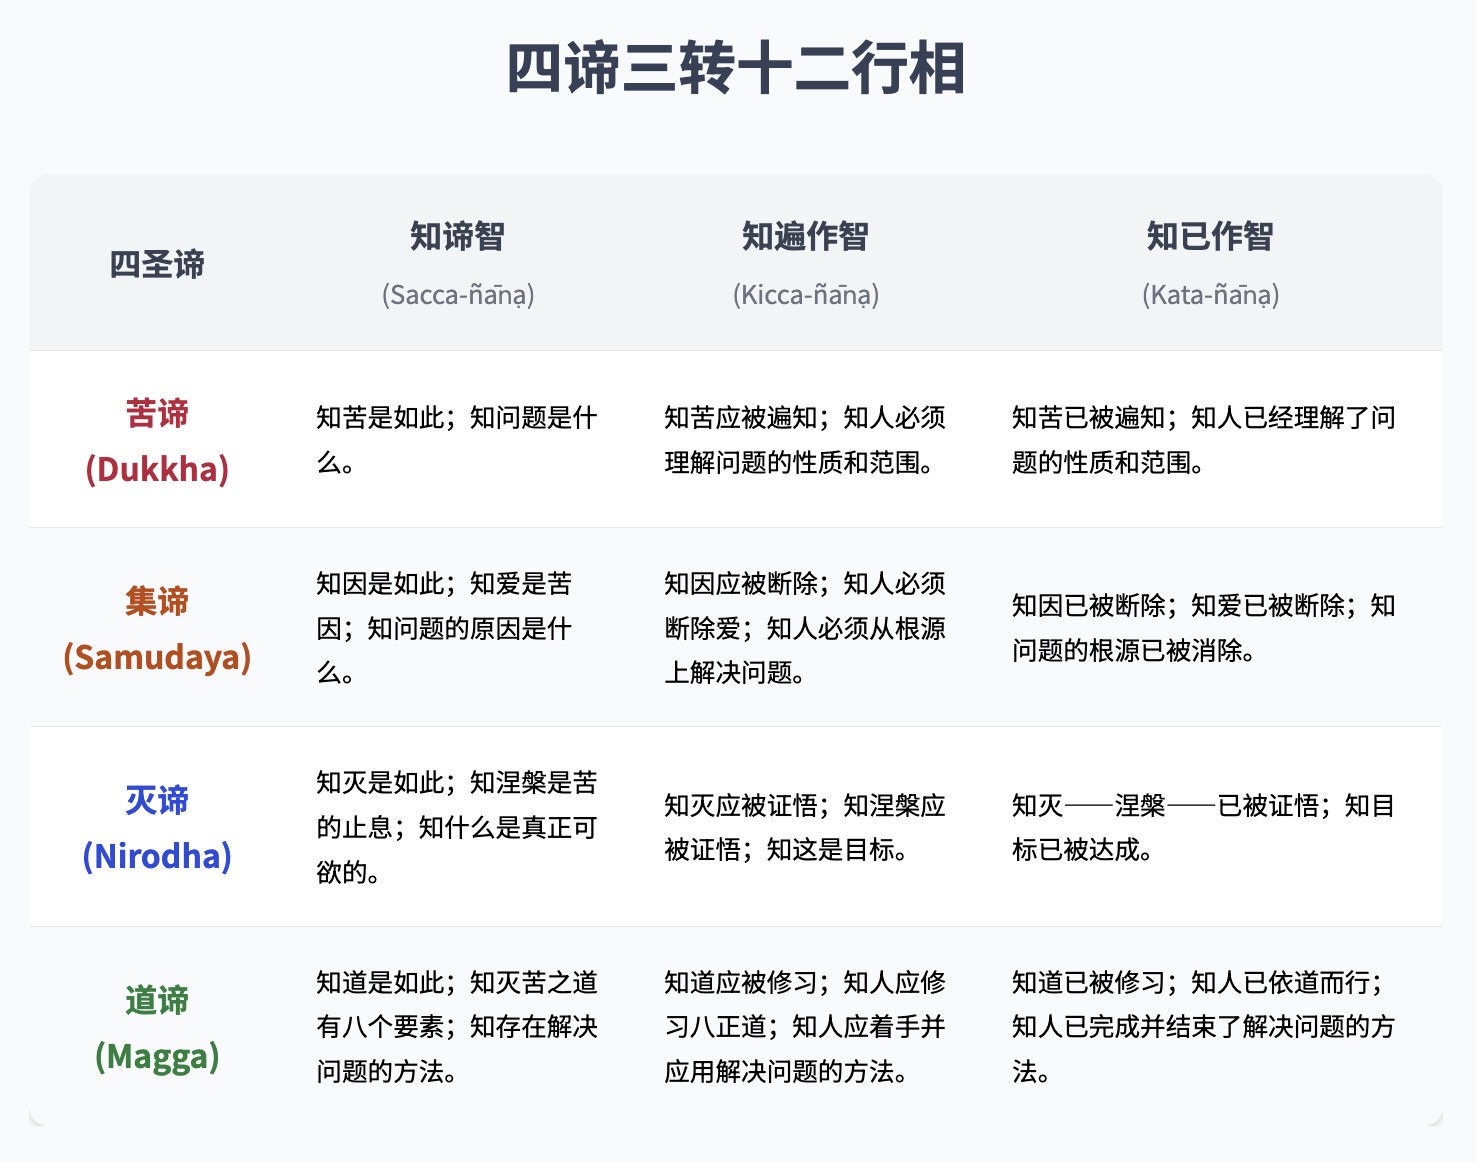 四谛三转十二行相
四圣谛
知谛智
(Sacca-ñāṇa)
知遍作智
(Kicca-ñāṇa)
知已作智
(Kata-ñāṇa)
苦谛
(Dukkha)
知苦是如此；知问题是什
么。
知苦应被遍知；知人必须
理解问题的性质和范围。
知苦已被遍知；知人已经理解了问
题的性质和范围。
集谛
(Samudaya)
知因是如此；知爱是苦
因；知问题的原因是什
么。
知因应被断除；知人必须
断除爱；知人必须从根源
上解决问题。
知因已被断除；知爱已被断除；知
问题的根源已被消除。
灭谛
(Nirodha)
知灭是如此；知涅槃是苦
的止息；知什么是真正可
欲的。
知灭应被证悟；知涅槃应
被证悟；知这是目标。
知灭——涅槃——已被证悟；知目
标已被达成。
道谛
(Magga)
知道是如此；知灭苦之道
有八个要素；知存在解决
问题的方法。
知道应被修习；知人应修
习八正道；知人应着手并
应用解决问题的方法。
知道已被修习；知人已依道而行；
知人已完成并结束了解决问题的方
法。